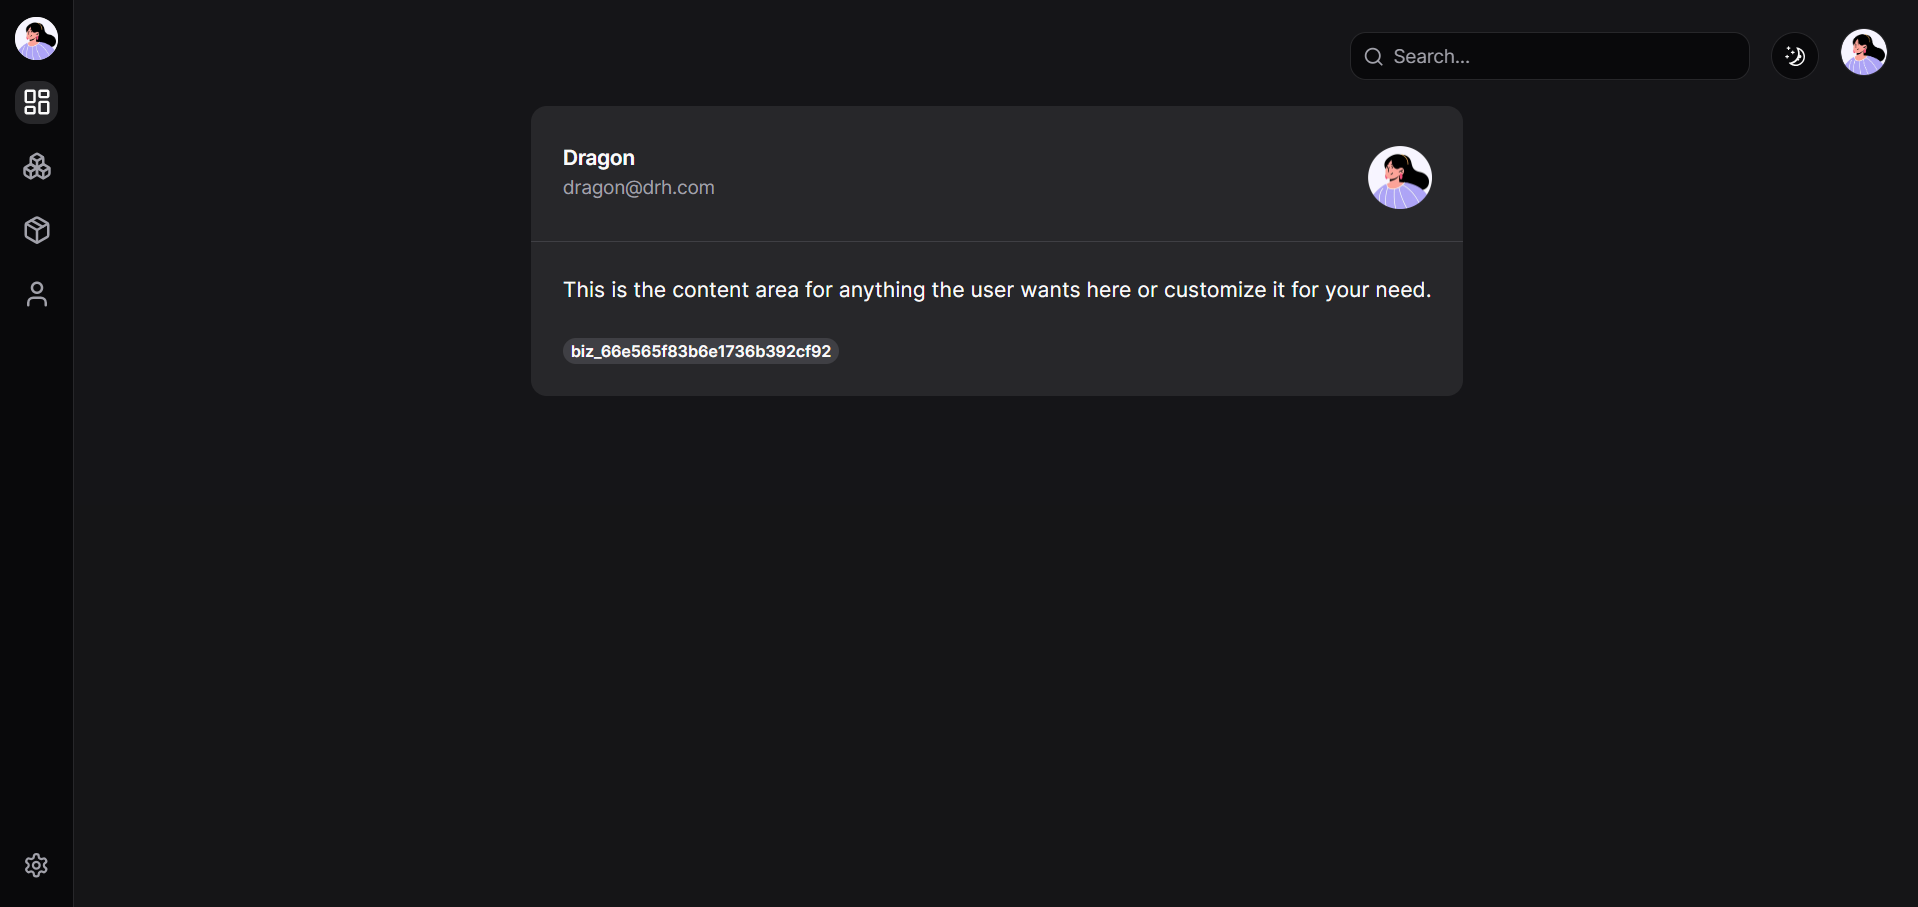 Search...
Dragon
dragon@drh.com
This is the content area for anything the user wants here or customize it for your need.
biz_66e565f83b6e1736b392cf92